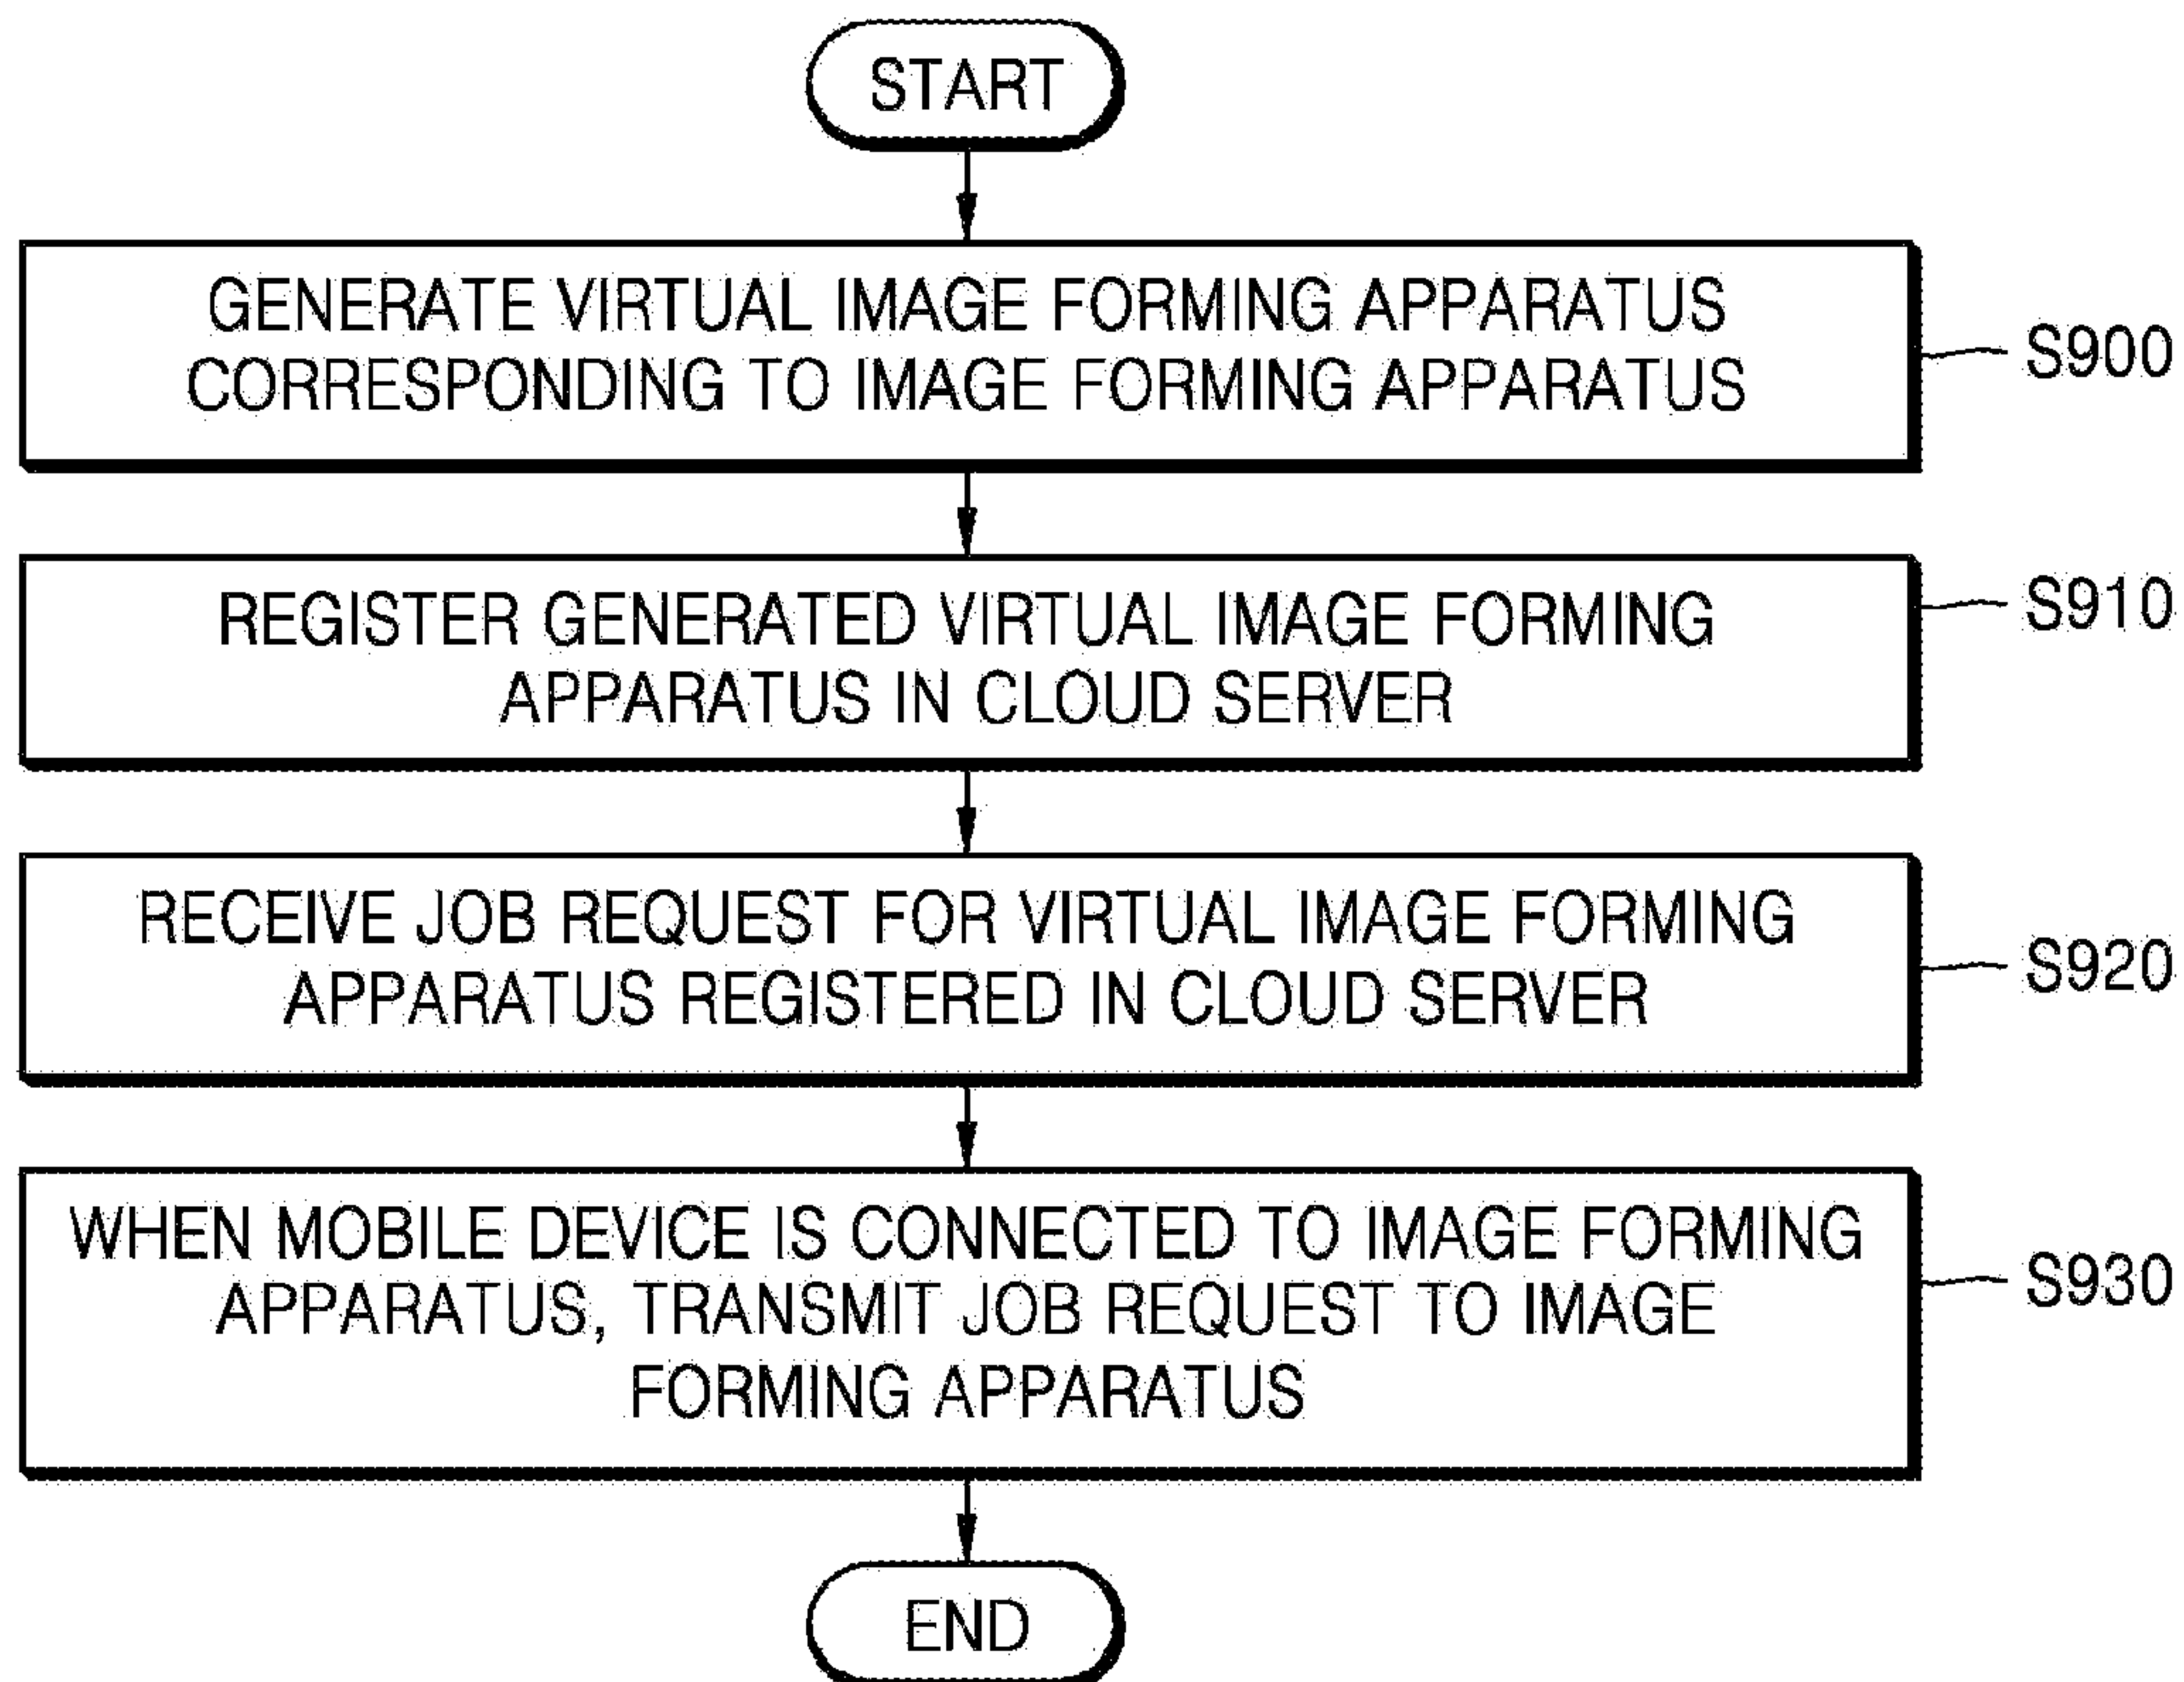 START
GENERATE VIRTUAL IMAGE FORMING APPARATUS
CORRESPONDING TO IMAGE FORMING APPARATUS
S900
REGISTER GENERATED VIRTUAL IMAGE FORMING
APPARATUS IN CLOUD SERVER
S910
RECEIVE JOB REQUEST FOR VIRTUAL IMAGE FORMING
APPARATUS REGISTERED IN CLOUD SERVER
S920
WHEN MOBILE DEVICE IS CONNECTED TO IMAGE FORMING
APPARATUS, TRANSMIT JOB REQUEST TO IMAGE
FORMING APPARATUS
S930
END